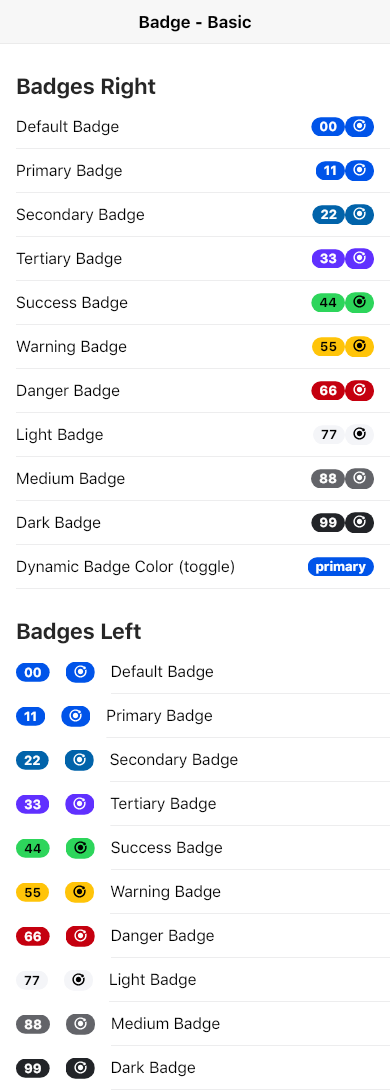 Badge - Basic
Badges Right
Default Badge 00
Primary Badge 11
Secondary Badge 22
Tertiary Badge 33
Success Badge 44
Warning Badge 55
Danger Badge 66
Light Badge 77
Medium Badge 88
Dark Badge 99
Dynamic Badge Color (toggle) primary
Badges Left
00 Default Badge
11 Primary Badge
22 Secondary Badge
33 Tertiary Badge
44 Success Badge
55 Warning Badge
66 Danger Badge
77 Light Badge
88 Medium Badge
99 Dark Badge